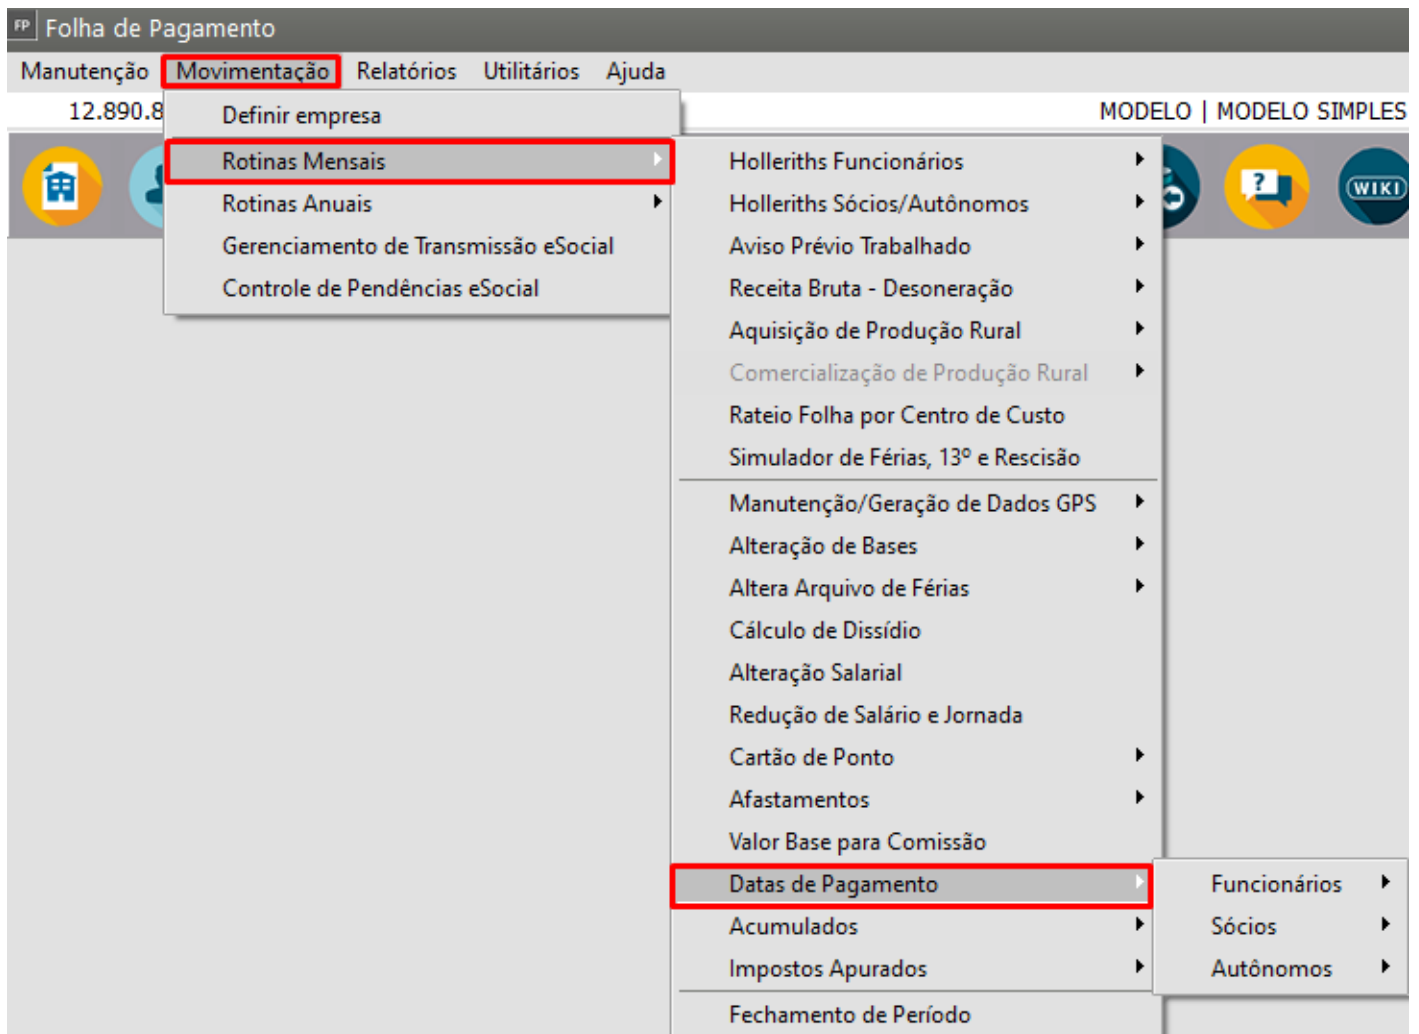 FP Folha de Pagamento
Manutenção Movimentação Relatórios Utilitários Ajuda
12.890.8 MODELO | MODELO SIMPLES
Definir empresa
Rotinas Mensais
Rotinas Anuais
Gerenciamento de Transmissão eSocial
Controle de Pendências eSocial
?
WIKI
Holleriths Funcionários
Holleriths Sócios/Autônomos
Aviso Prévio Trabalhado
Receita Bruta - Desoneração
Aquisição de Produção Rural
Comercialização de Produção Rural
Rateio Folha por Centro de Custo
Simulador de Férias, 13º e Rescisão
Manutenção/Geração de Dados GPS
Alteração de Bases
Altera Arquivo de Férias
Cálculo de Dissídio
Alteração Salarial
Redução de Salário e Jornada
Cartão de Ponto
Afastamentos
Valor Base para Comissão
Datas de Pagamento
Acumulados
Impostos Apurados
Fechamento de Período
Funcionários
Sócios
Autônomos